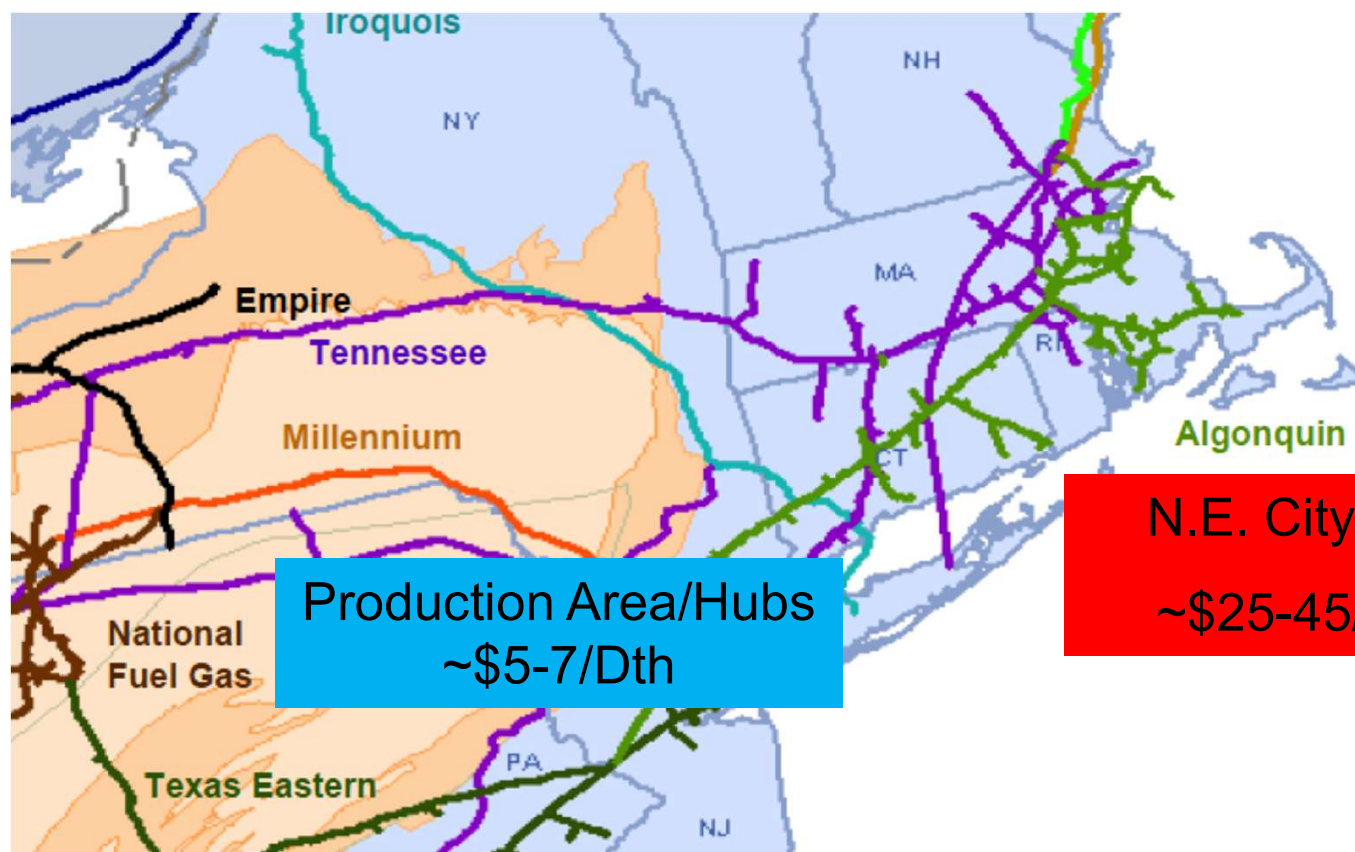 Iroquois
NH
NY
MA
Empire
Tennessee
RI
Millennium
Algonquin
CT
N.E. City
~$25-45/
Production Area/Hubs
~$5-7/Dth
National
Fuel Gas
PA
Texas Eastern
NJ